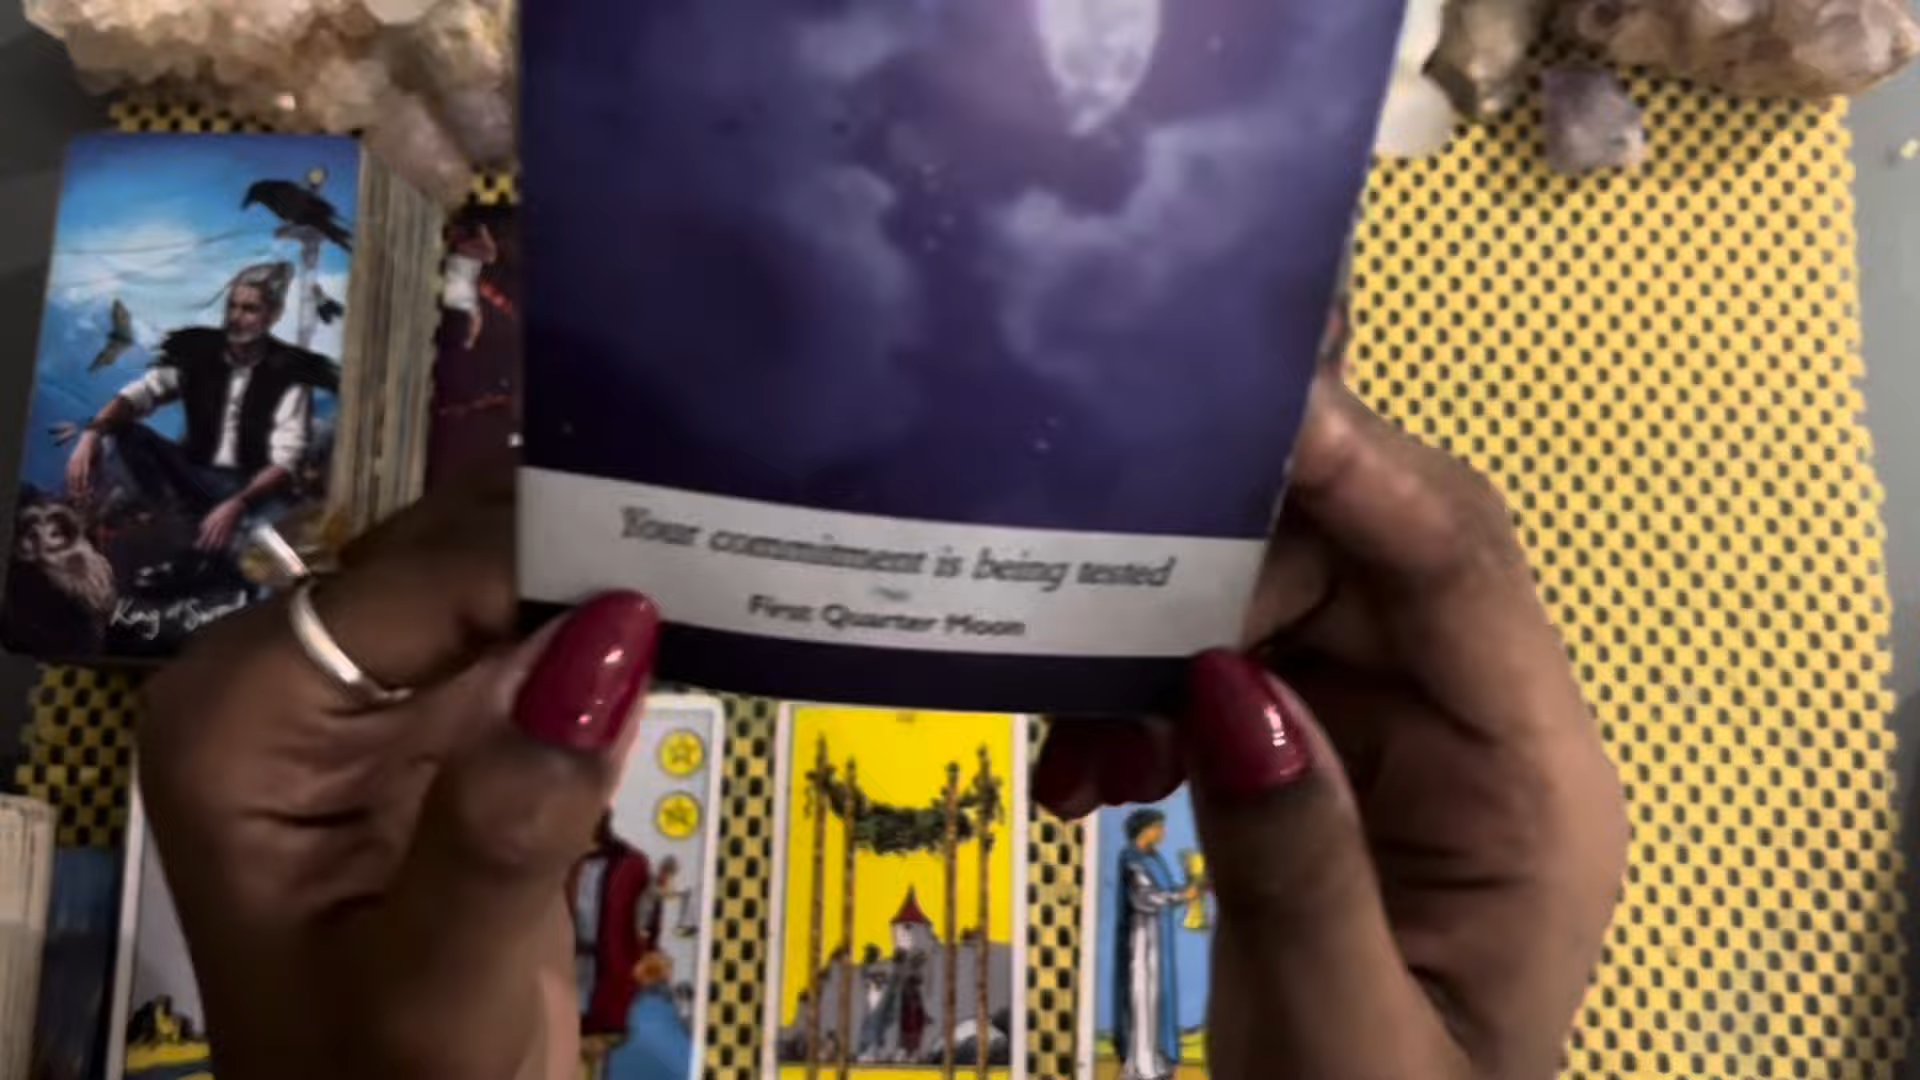 Your commitment is being tested
First Quarter Moon
King of Sword